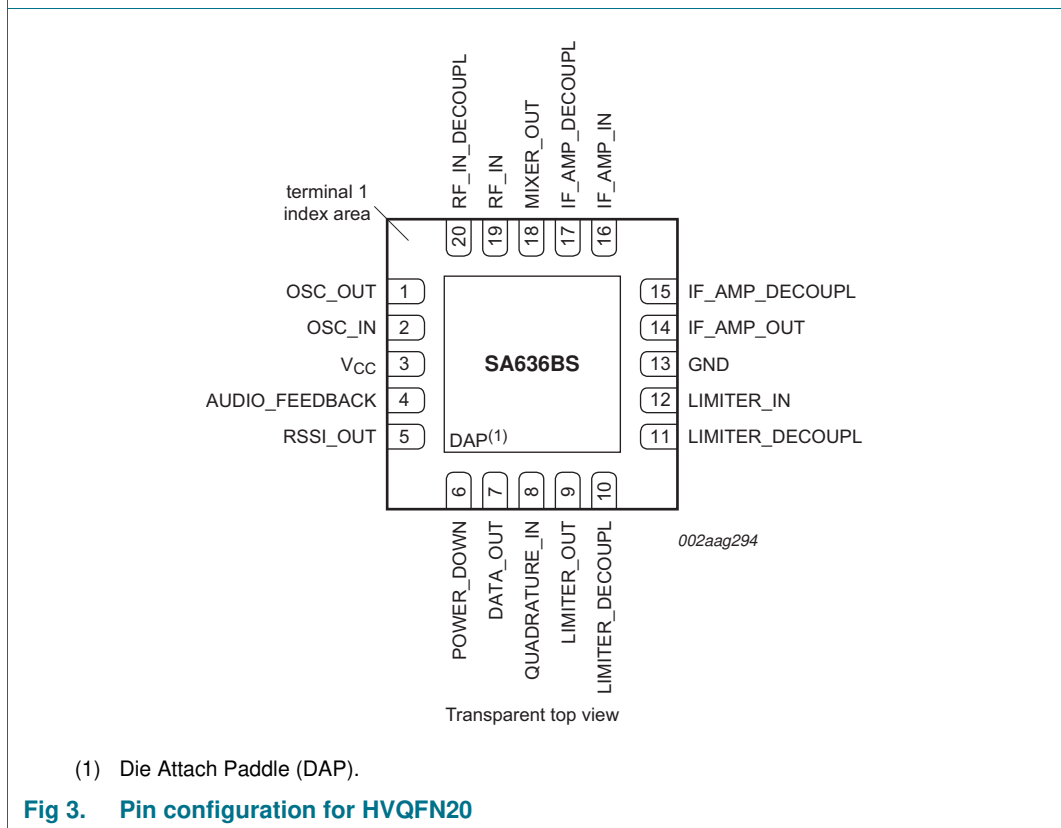 RF_IN_DECOUPL
RF_IN
MIXER_OUT
IF_AMP_DECOUPL
IF_AMP_IN
terminal 1
index area
20
19
18
17
16
OSC_OUT 1
OSC_IN 2
VCC 3
AUDIO_FEEDBACK 4
RSSI_OUT 5
SA636BS
DAP(1)
15 IF_AMP_DECOUPL
14 IF_AMP_OUT
13 GND
12 LIMITER_IN
11 LIMITER_DECOUPL
6
7
8
9
10
POWER_DOWN
DATA_OUT
QUADRATURE_IN
LIMITER_OUT
LIMITER_DECOUPL
002aag294
Transparent top view
(1) Die Attach Paddle (DAP).
Fig 3. Pin configuration for HVQFN20